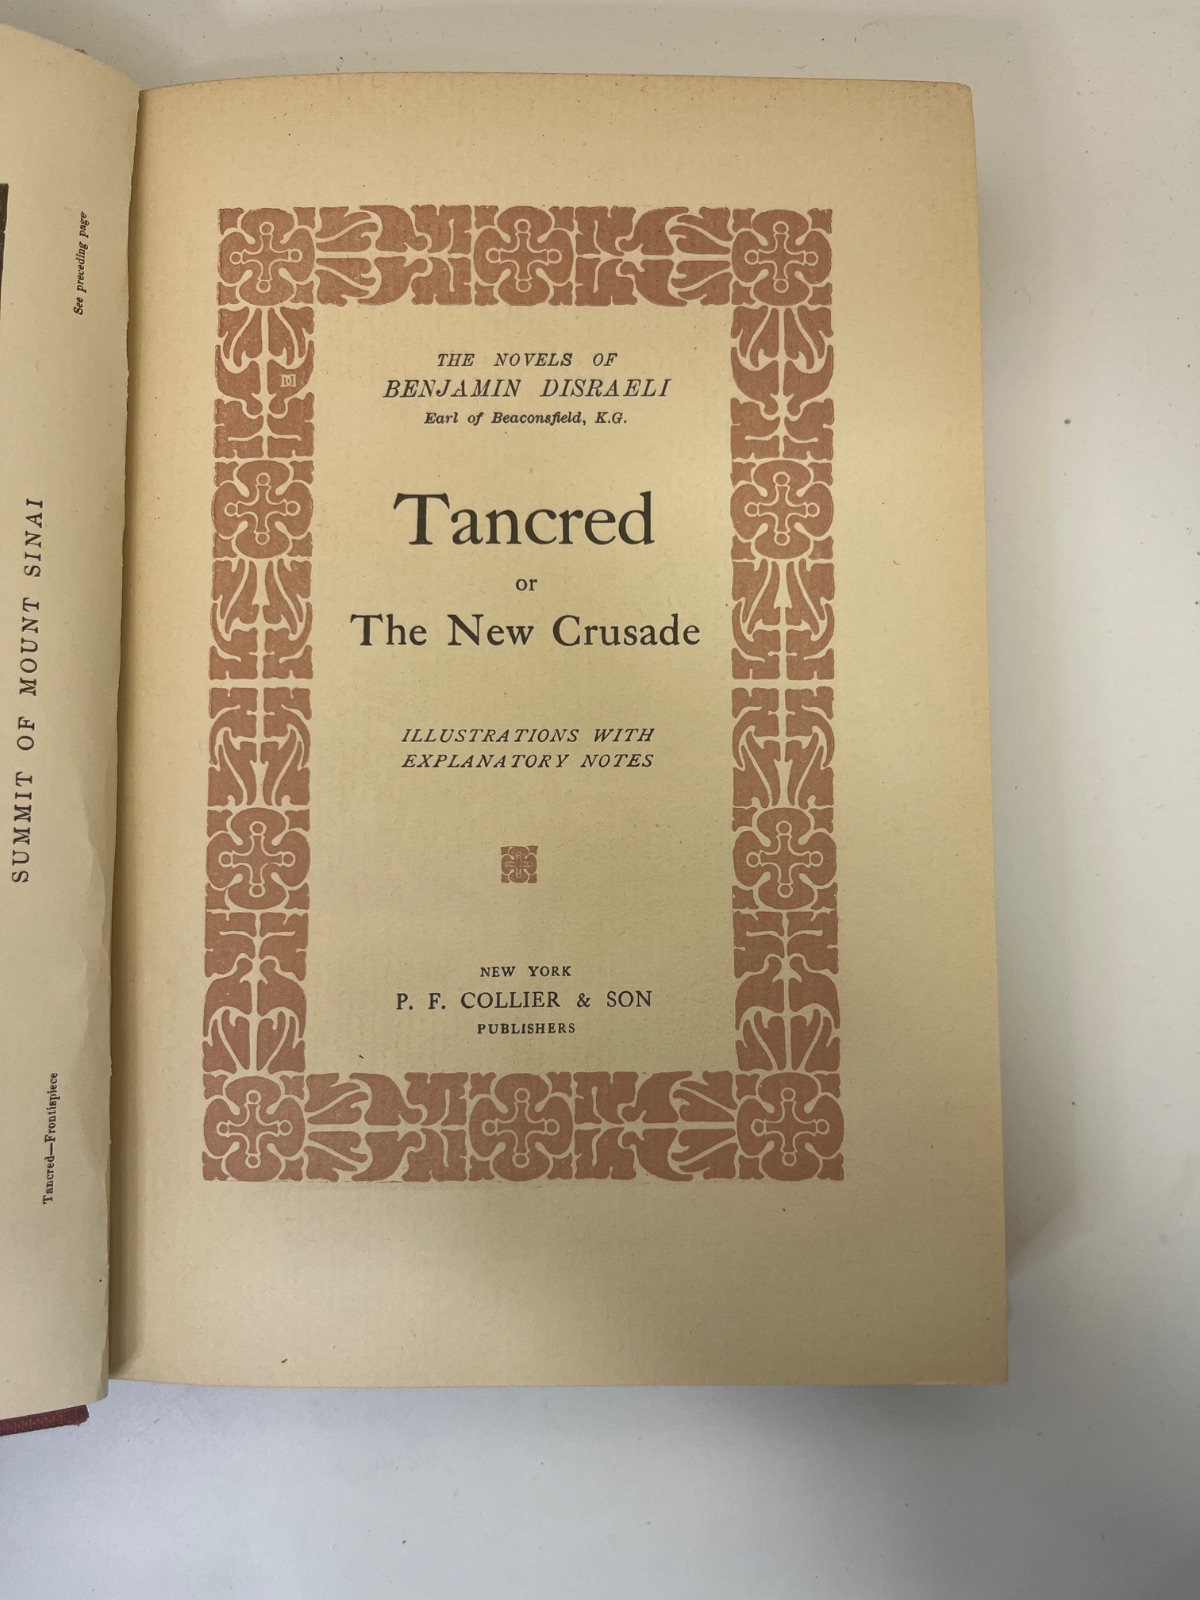 See preceding page
SUMMIT OF MOUNT SINAI
Tancred—Frontispiece
THE NOVELS OF
BENJAMIN DISRAELI
Earl of Beaconsfield, K.G.
Tancred
or
The New Crusade
ILLUSTRATIONS WITH
EXPLANATORY NOTES
NEW YORK
P. F. COLLIER & SON
PUBLISHERS